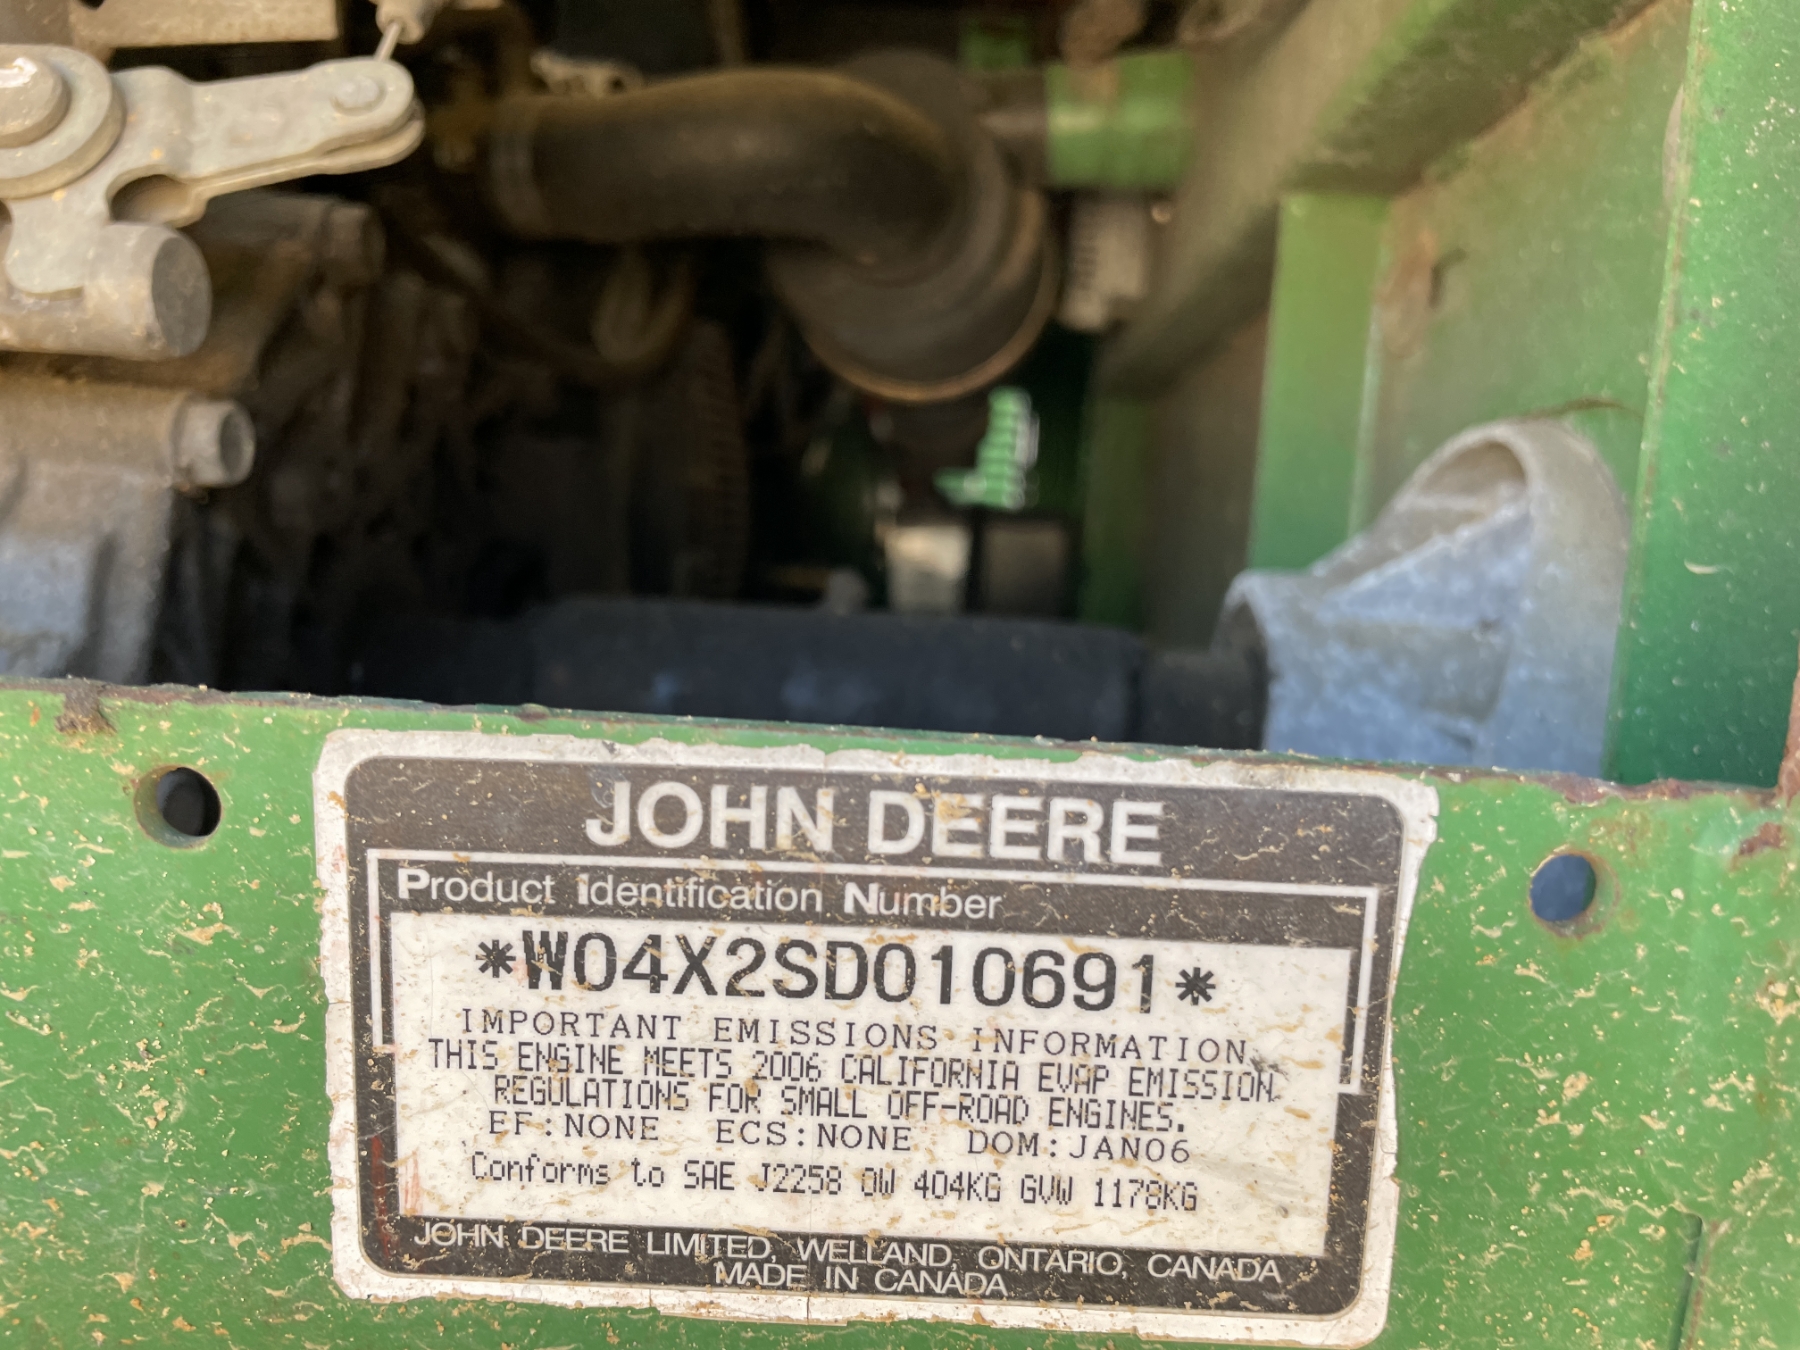 JOHN DEERE
Product Identification Number
*W04X2SD010691*
IMPORTANT EMISSIONS INFORMATION
THIS ENGINE MEETS 2006 CALIFORNIA EVAP EMISSION
REGULATIONS FOR SMALL OFF-ROAD ENGINES.
EF:NONE ECS:NONE DOM:JAN06
Conforms to SAE J2258 OW 404KG GVW 1178KG
JOHN DEERE LIMITED, WELLAND, ONTARIO, CANADA
MADE IN CANADA